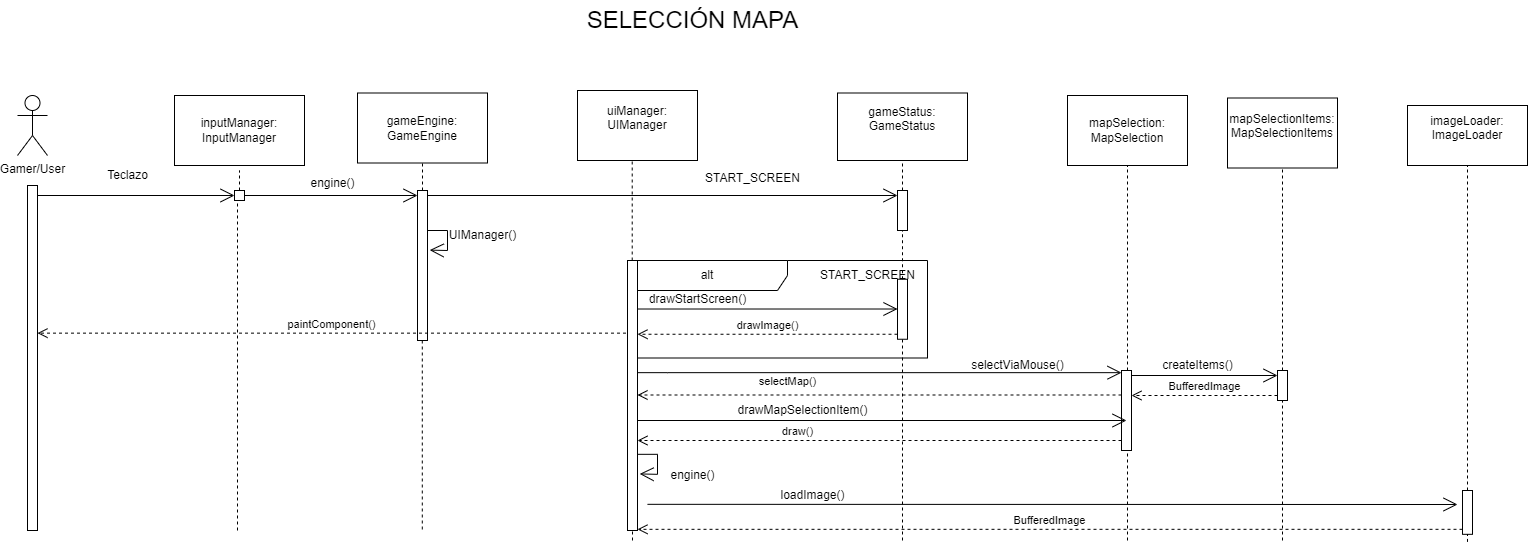 SELECCIÓN MAPA
Gamer/User
inputManager:
InputManager
gameEngine:
GameEngine
uiManager:
UIManager
gameStatus:
GameStatus
mapSelection:
MapSelection
mapSelectionItems:
MapSelectionItems
imageLoader:
ImageLoader
Teclazo
engine()
START_SCREEN
UIManager()
alt
START_SCREEN
drawStartScreen()
paintComponent()
drawImage()
selectViaMouse()
createItems()
selectMap()
BufferedImage
drawMapSelectionItem()
draw()
engine()
loadImage()
BufferedImage